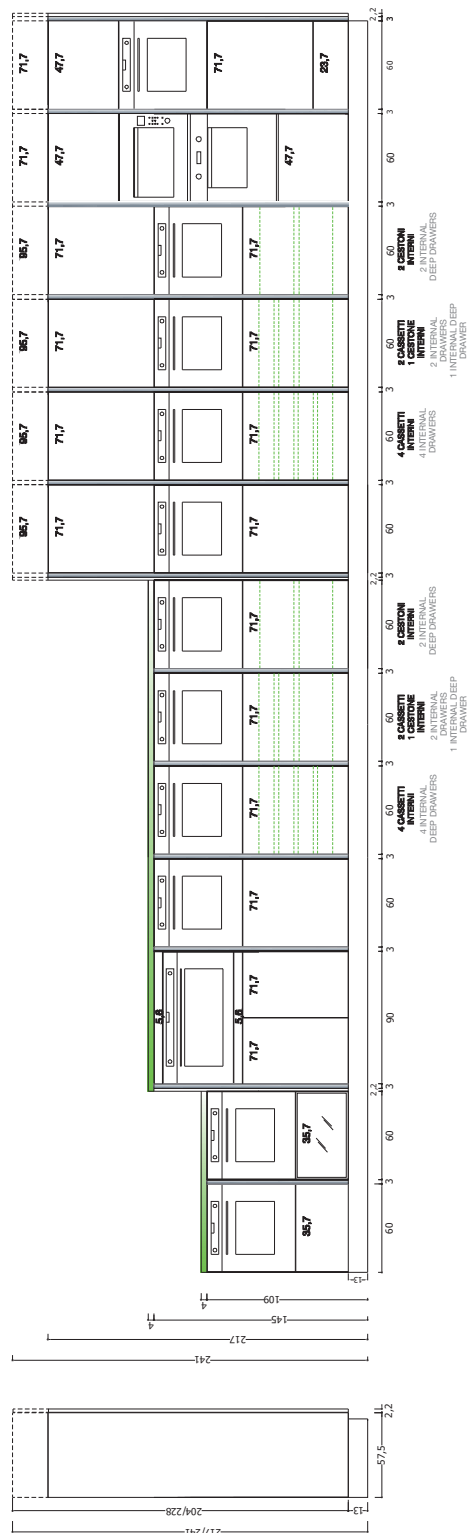 95,7 95,7 95,7 95,7 71,7 71,7
71,7 71,7 71,7 71,7 47,7 47,7
5,6
71,7
5,6
71,7 71,7 71,7 71,7 71,7 71,7 71,7 71,7 71,7 71,7
47,7
35,7 35,7
23,7
217/241
204/228
13
57,5
2,2
241
217
145
4
109
4
13
60 3 60 2,2 3 90 3 60 3 60 3 60 3 60 2,2 3 60 3 60 3 60 3 60 3 60 3 60 3 2,2
4 CASSETTI
INTERNI
4 INTERNAL
DEEP DRAWERS
2 CASSETTI
1 CESTONE
INTERNI
2 INTERNAL
DRAWERS
1 INTERNAL DEEP
DRAWER
2 CESTONI
INTERNI
2 INTERNAL
DEEP DRAWERS
4 CASSETTI
INTERNI
4 INTERNAL
DRAWERS
2 CASSETTI
1 CESTONE
INTERNI
2 INTERNAL
DRAWERS
1 INTERNAL DEEP
DRAWER
2 CESTONI
INTERNI
2 INTERNAL
DEEP DRAWERS